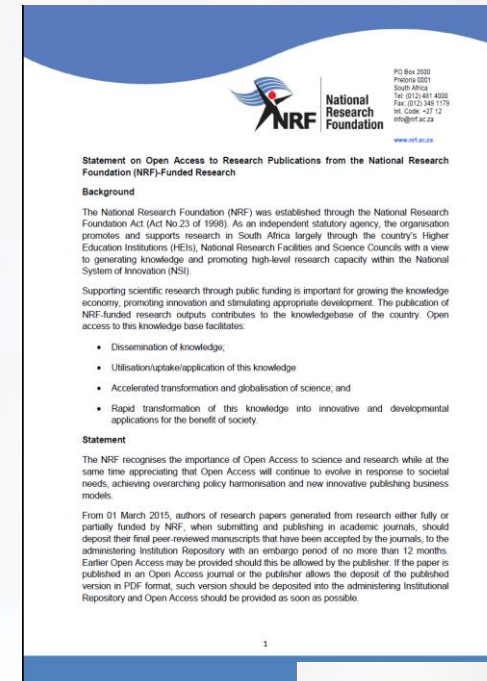 PO Box 2600
Pretoria 0001
South Africa
Tel: (012) 481 4000
Fax: (012) 349 1179
Int. Code: +27 12
info@nrf.ac.za
www.nrf.ac.za
NRF
National
Research
Foundation
Statement on Open Access to Research Publications from the National Research
Foundation (NRF)-Funded Research
Background
The National Research Foundation (NRF) was established through the National Research
Foundation Act (Act No.23 of 1998). As an independent statutory agency, the organisation
promotes and supports research in South Africa largely through the country's Higher
Education Institutions (HEIs), National Research Facilities and Science Councils with a view
to generating knowledge and promoting high-level research capacity within the National
System of Innovation (NSI).
Supporting scientific research through public funding is important for growing the knowledge
economy, promoting innovation and stimulating appropriate development. The publication of
NRF-funded research outputs contributes to the knowledgebase of the country. Open
access to this knowledge base facilitates:
• Dissemination of knowledge;
• Utilisation/uptake/application of this knowledge
• Accelerated transformation and globalisation of science; and
• Rapid transformation of this knowledge into innovative and developmental
applications for the benefit of society.
Statement
The NRF recognises the importance of Open Access to science and research while at the
same time appreciating that Open Access will continue to evolve in response to societal
needs, achieving overarching policy harmonisation and new innovative publishing business
models.
From 01 March 2015, authors of research papers generated from research either fully or
partially funded by NRF, when submitting and publishing in academic journals, should
deposit their final peer-reviewed manuscripts that have been accepted by the journals, to the
administering Institution Repository with an embargo period of no more than 12 months.
Earlier Open Access may be provided should this be allowed by the publisher. If the paper is
published in an Open Access journal or the publisher allows the deposit of the published
version in PDF format, such version should be deposited into the administering Institutional
Repository and Open Access should be provided as soon as possible.
1